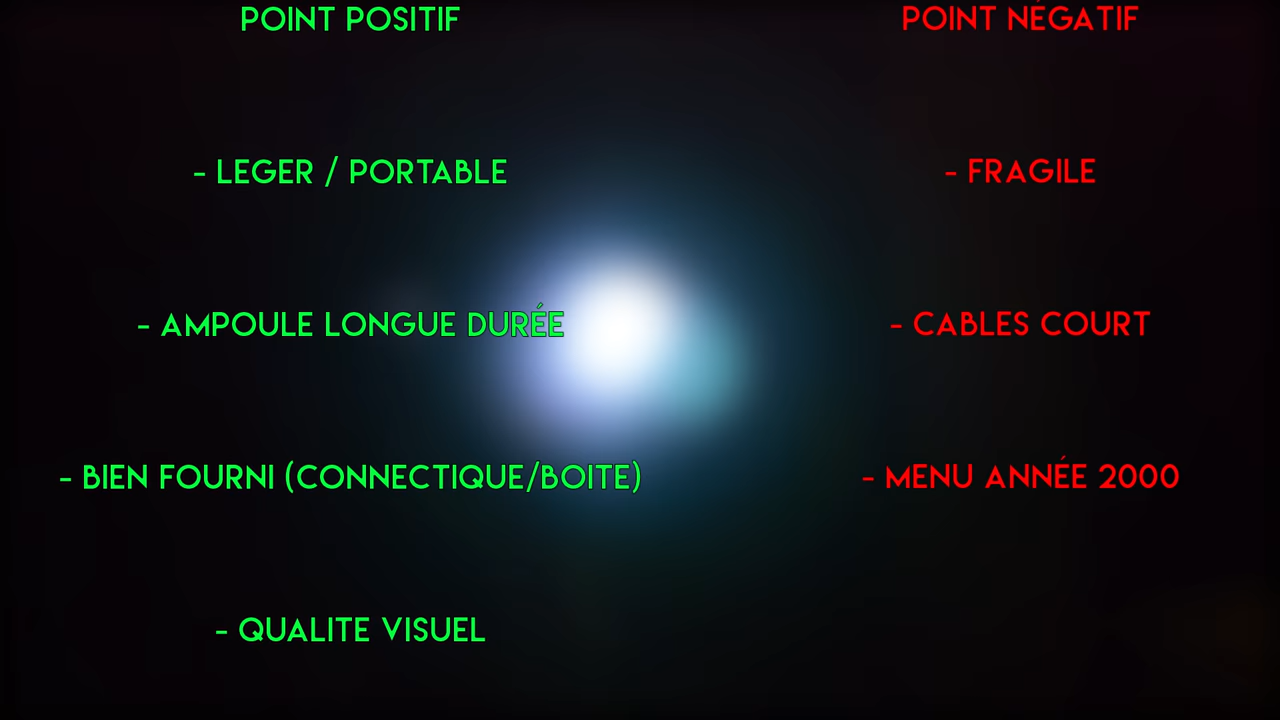 POINT POSITIF
- LEGER / PORTABLE
- AMPOULE LONGUE DURÉE
- BIEN FOURNI (CONNECTIQUE/BOITE)
- QUALITE VISUEL
POINT NÉGATIF
- FRAGILE
- CABLES COURT
- MENU ANNÉE 2000